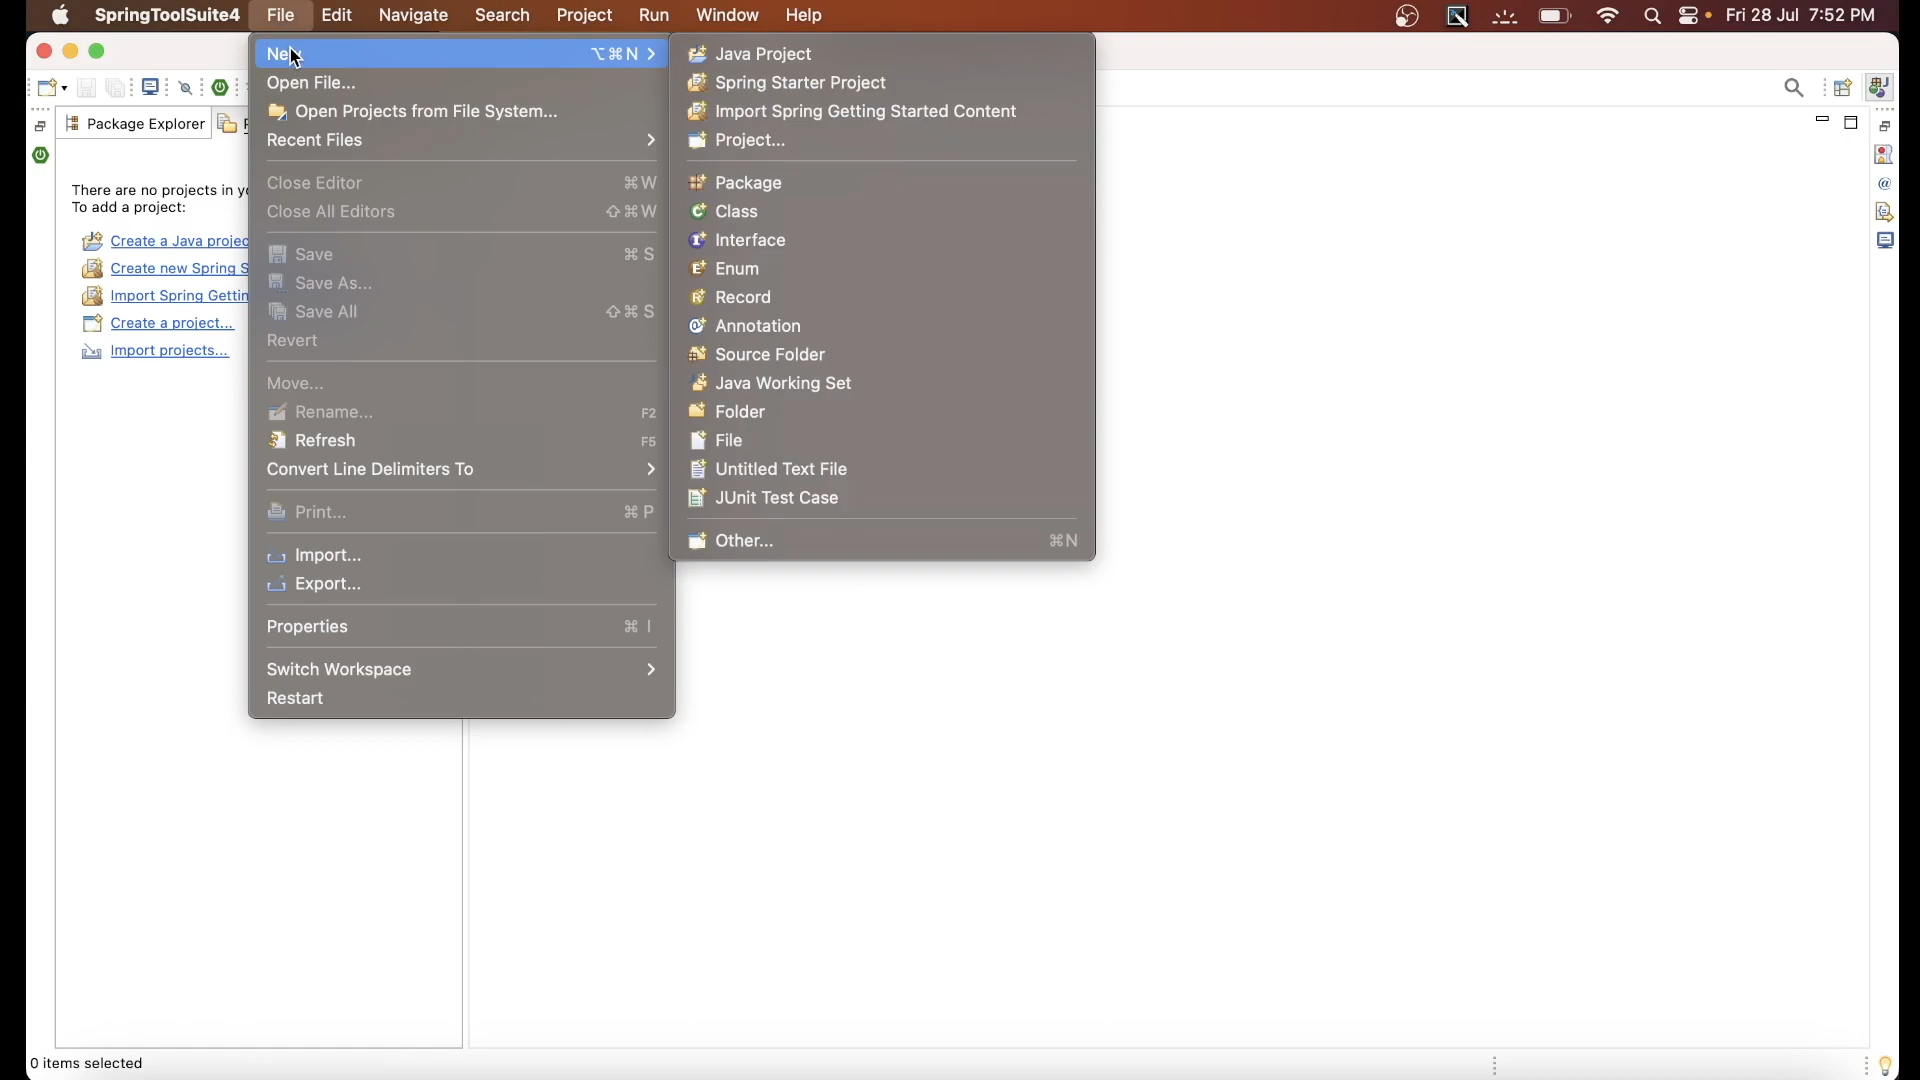 SpringToolSuite4 File Edit Navigate Search Project Run Window Help Fri 28 Jul 7:52 PM
Package Explorer
There are no projects in
To add a project:
Create a Java
Create new Spring
Import Spring
Create a project...
Import projects...
New ⌥⌘N
Open File...
Open Projects from File System...
Recent Files
Close Editor ⌘W
Close All Editors ⇧⌘W
Save ⌘ S
Save As...
Save All ⇧⌘ S
Revert
Move...
Rename... F2
Refresh F5
Convert Line Delimiters To
Print... ⌘ P
Import...
Export...
Properties ⌘ I
Switch Workspace
Restart
Java Project
Spring Starter Project
Import Spring Getting Started Content
Project...
Package
Class
Interface
Enum
Record
Annotation
Source Folder
Java Working Set
Folder
File
Untitled Text File
JUnit Test Case
Other... ⌘N
0 items selected